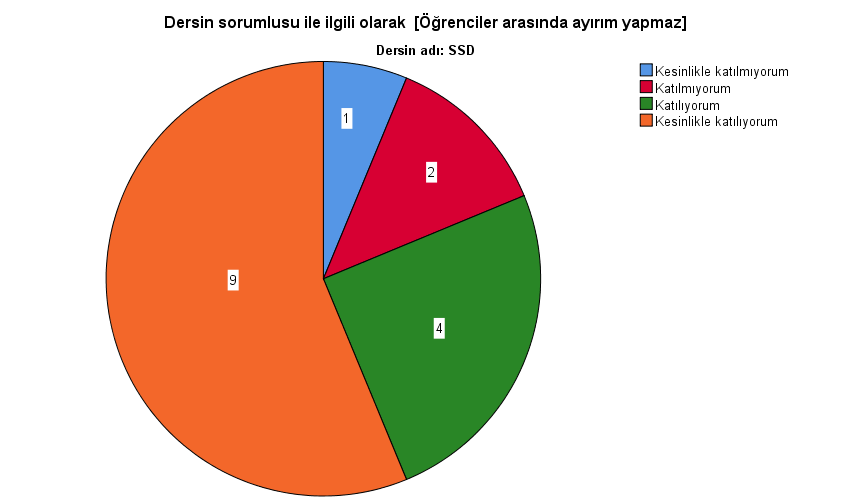 Dersin sorumlusu ile ilgili olarak [Öğrenciler arasında ayırım yapmaz]
Dersin adı: SSD
Kesinlikle katılmıyorum
Katılmıyorum
Katılıyorum
Kesinlikle katılıyorum
1
2
9
4